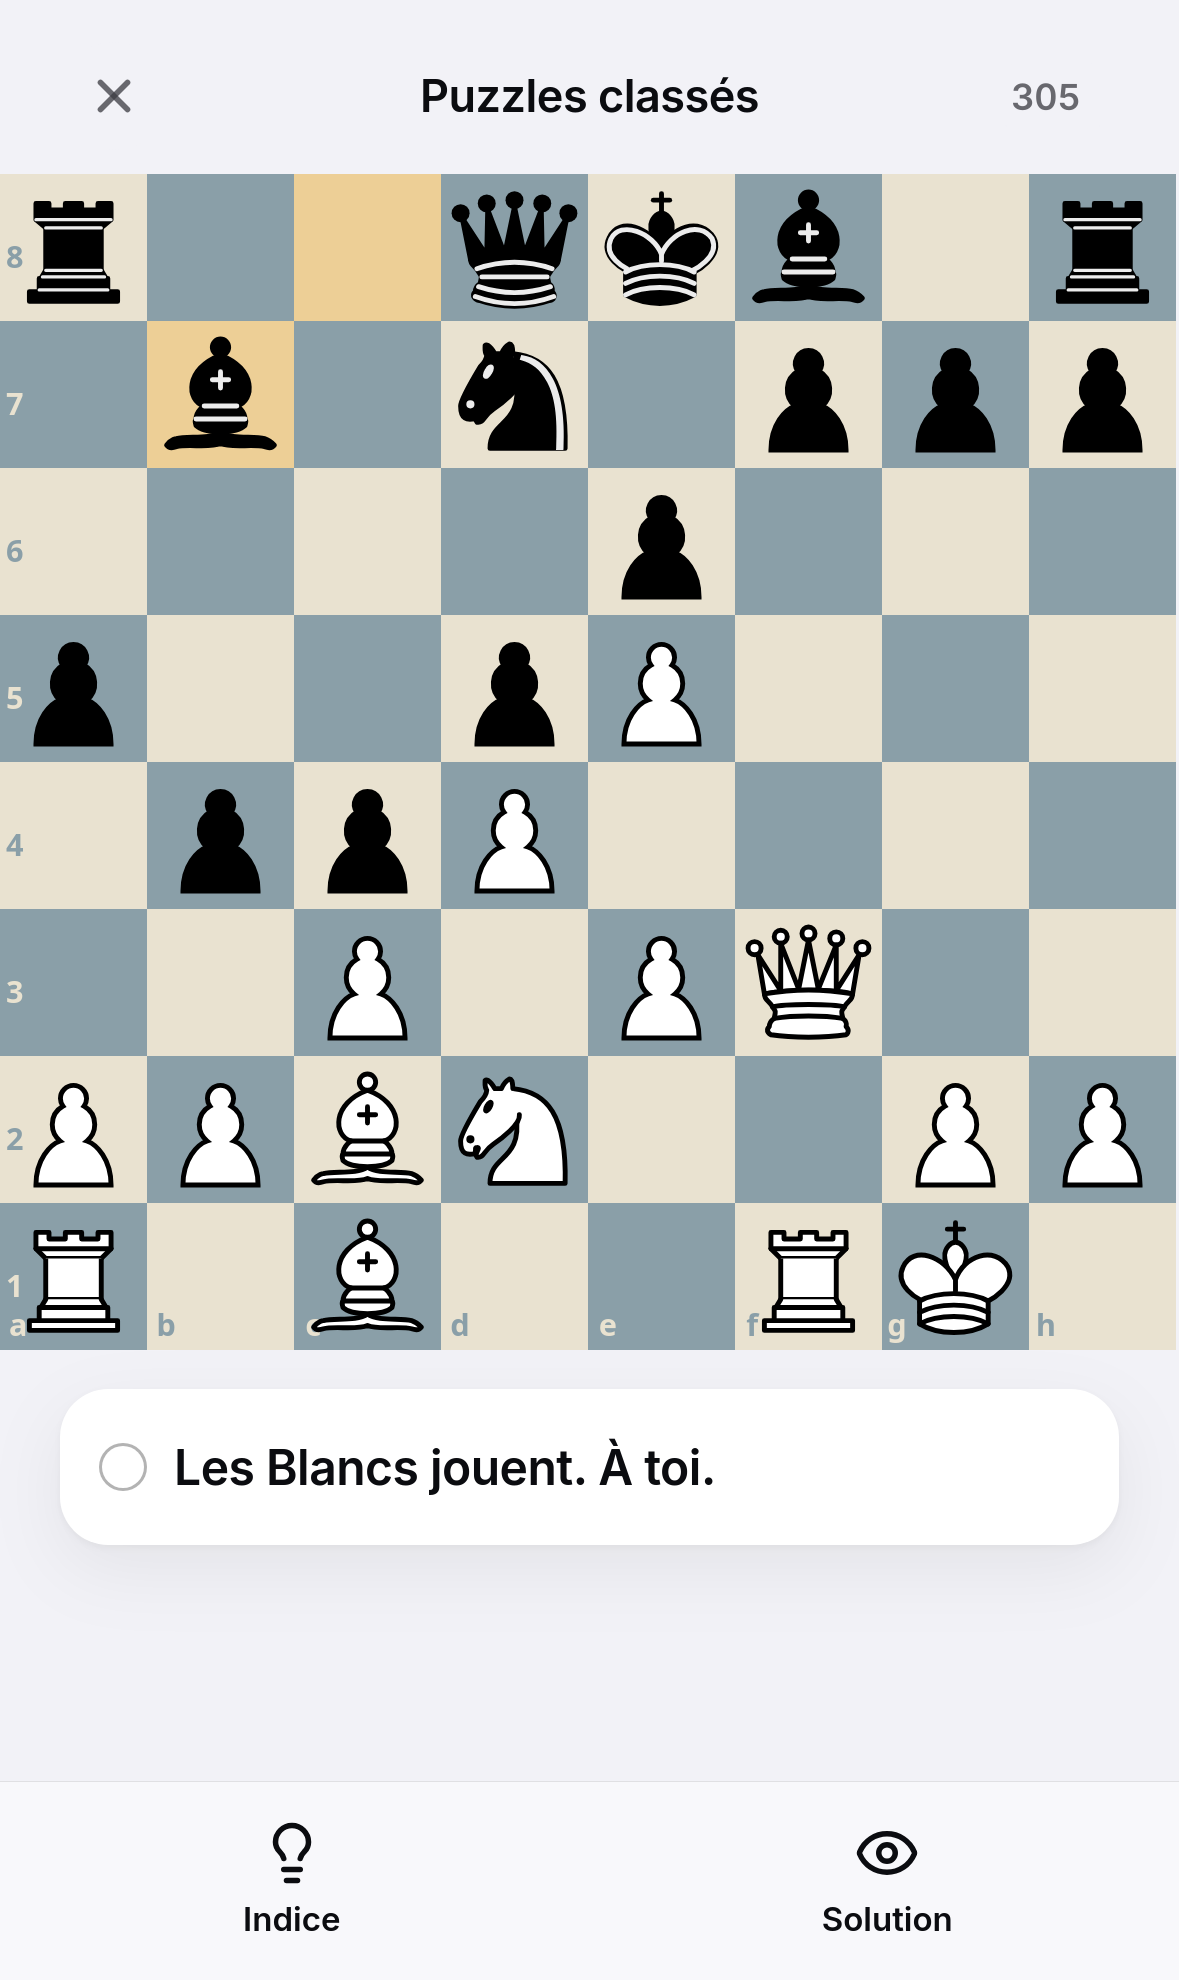 Puzzles classés
305
8
7
6
5
4
3
2
1
a b c d e f g h
Les Blancs jouent. À toi.
Indice
Solution